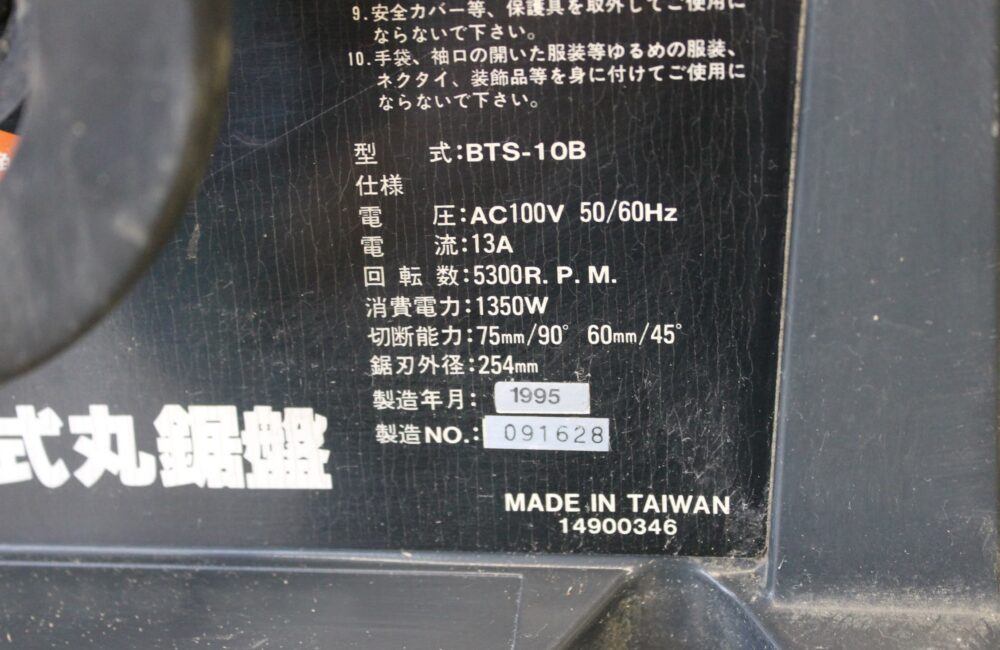 9.安全カバー等、保護具を取外してご使用に
ならないで下さい。
10.手袋、袖口の開いた服装等ゆるめの服装、
ネクタイ、装飾品等を身に付けてご使用に
ならないで下さい。
型 式:BTS-10B
仕様
電 圧:AC100V 50/60Hz
電 流:13A
回転数:5300R.P.M.
消費電力:1350W
切断能力:75mm/90° 60mm/45°
鋸刃外径:254mm
製造年月: 1995
製造NO.: 091628
式丸鋸盤
MADE IN TAIWAN
14900346